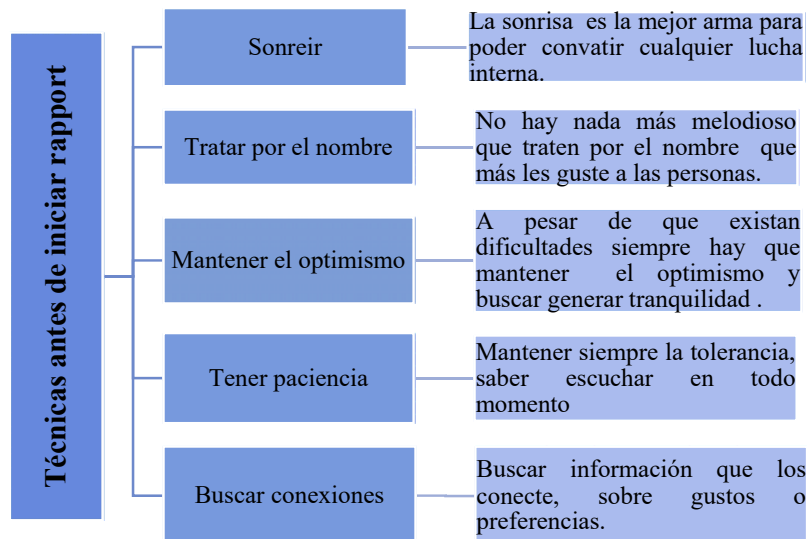 Técnicas antes de iniciar rapport
Sonreir
La sonrisa es la mejor arma para
poder convatir cualquier lucha
interna.
Tratar por el nombre
No hay nada más melodioso
que traten por el nombre que
más les guste a las personas.
Mantener el optimismo
A pesar de que existan
dificultades siempre hay que
mantener el optimismo y
buscar generar tranquilidad .
Tener paciencia
Mantener siempre la tolerancia,
saber escuchar en todo
momento
Buscar conexiones
Buscar información que los
conecte, sobre gustos o
preferencias.